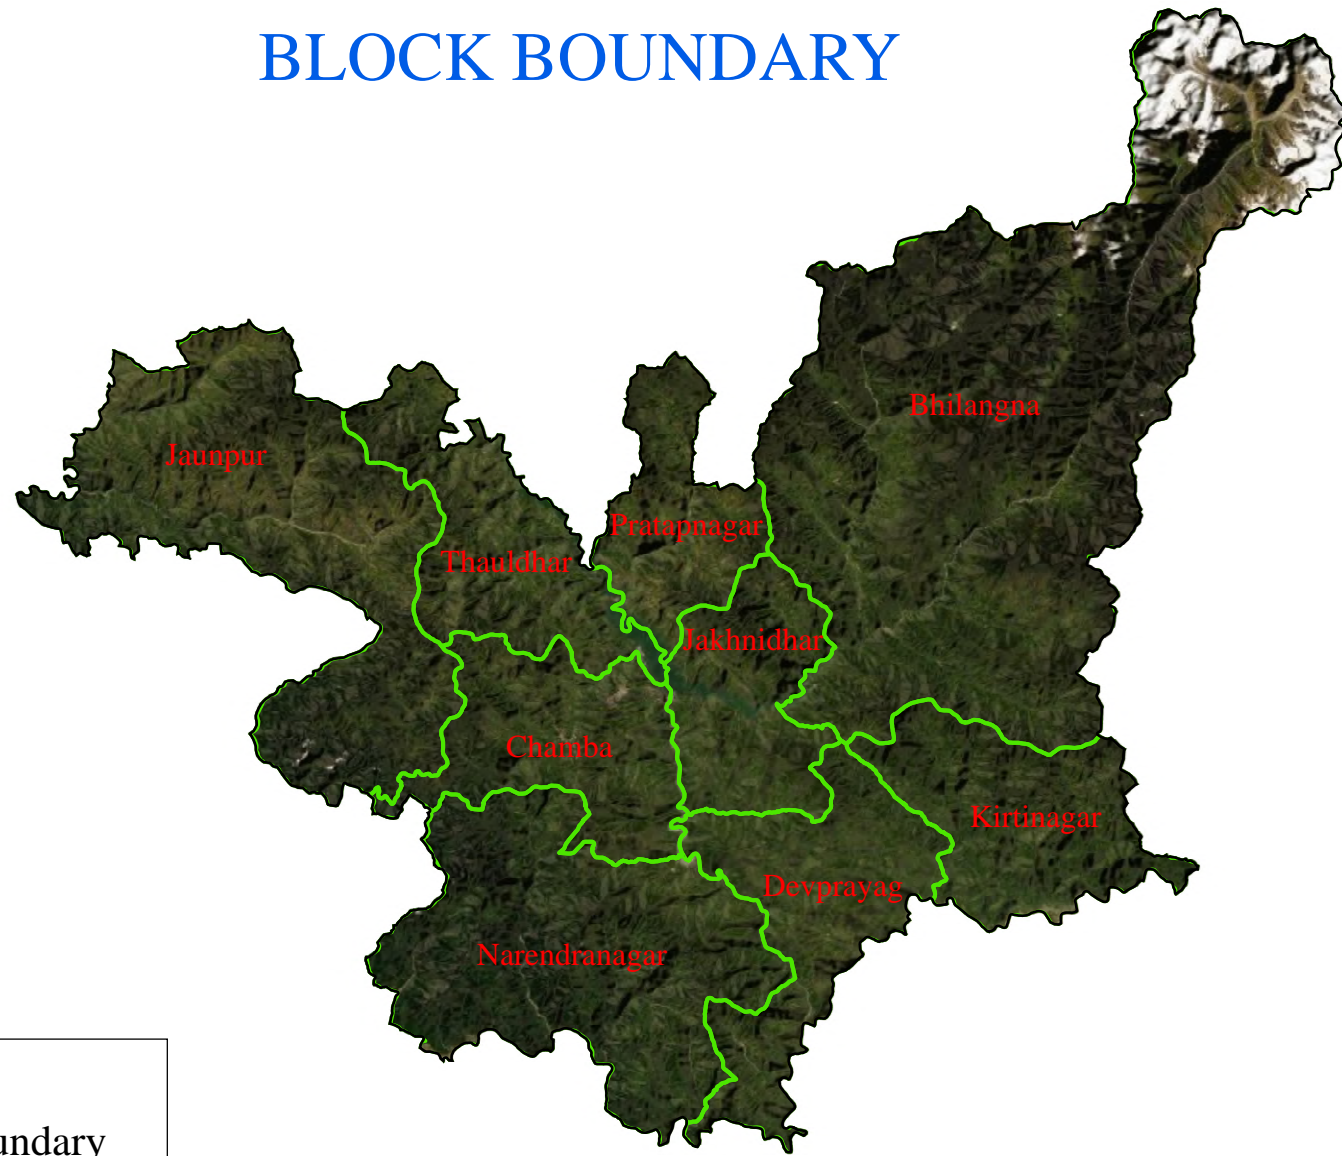 BLOCK BOUNDARY
Bhilangna
Jaunpur
Pratapnagar
Thauldhar
Jakhnidhar
Chamba
Kirtinagar
Devprayag
Narendranagar
undary